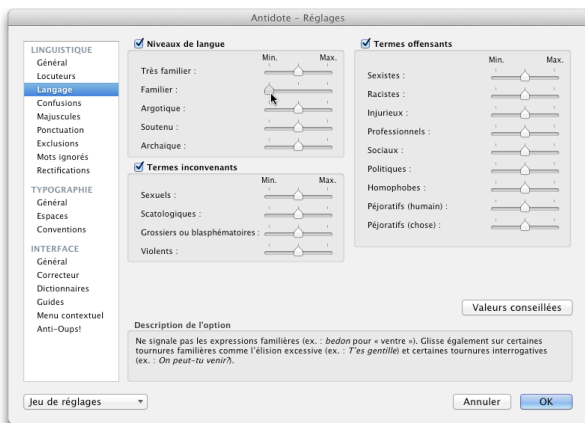 Antidote – Réglages
LINGUISTIQUE
Général
Locuteurs
Langage
Confusions
Majuscules
Ponctuation
Exclusions
Mots ignorés
Rectifications
TYPOGRAPHIE
Général
Espaces
Conventions
INTERFACE
Général
Correcteur
Dictionnaires
Guides
Menu contextuel
Anti-Oups!
Niveaux de langue
Min. Max.
Très familier :
Familier :
Argotique :
Soutenu :
Archaïque :
Termes inconvenants
Min. Max.
Sexuels :
Scatologiques :
Grossiers ou blasphématoires :
Violents :
Termes offensants
Min. Max.
Sexistes :
Racistes :
Injurieux :
Professionnels :
Sociaux :
Politiques :
Homophobes :
Péjoratifs (humain) :
Péjoratifs (chose) :
Valeurs conseillées
Description de l'option
Ne signale pas les expressions familières (ex. : bedon pour « ventre »). Glisse également sur certaines
tournures familières comme l'élision excessive (ex. : T'es gentille) et certaines tournures interrogatives
(ex. : On peut-tu venir?).
Jeu de réglages
Annuler
OK